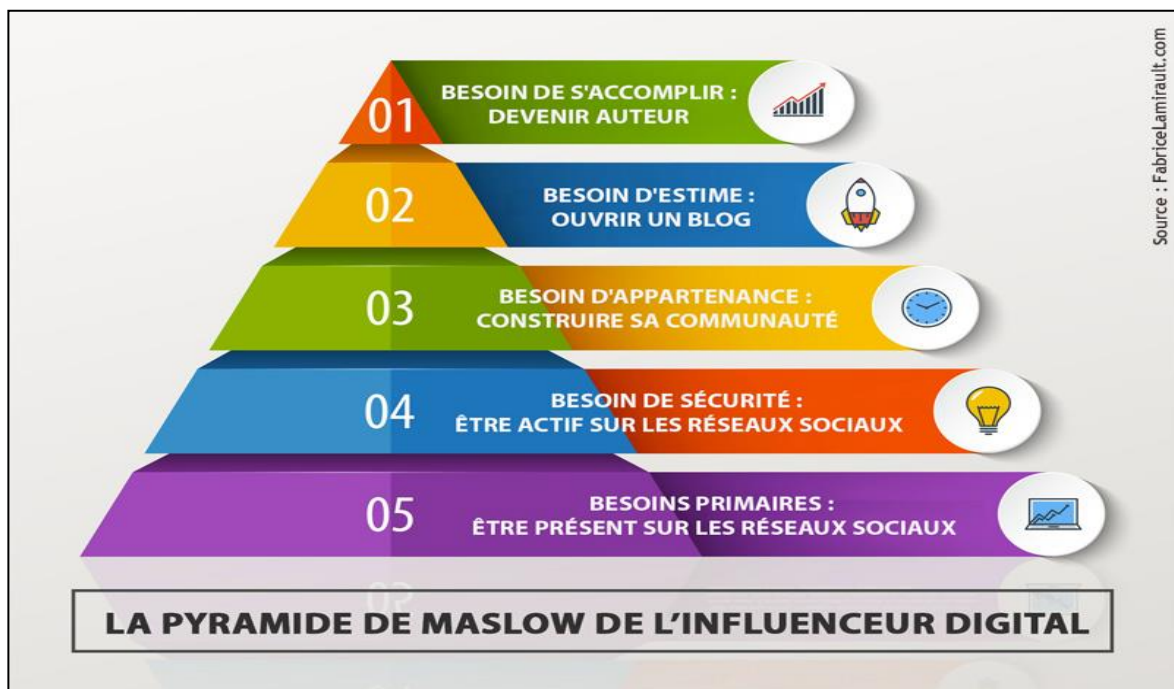 Source : FabriceLamirault.com
01
BESOIN DE S'ACCOMPLIR :
DEVENIR AUTEUR
02
BESOIN D'ESTIME :
OUVRIR UN BLOG
03
BESOIN D'APPARTENANCE :
CONSTRUIRE SA COMMUNAUTÉ
04
BESOIN DE SÉCURITÉ :
ÊTRE ACTIF SUR LES RÉSEAUX SOCIAUX
05
BESOINS PRIMAIRES :
ÊTRE PRÉSENT SUR LES RÉSEAUX SOCIAUX
LA PYRAMIDE DE MASLOW DE L'INFLUENCEUR DIGITAL